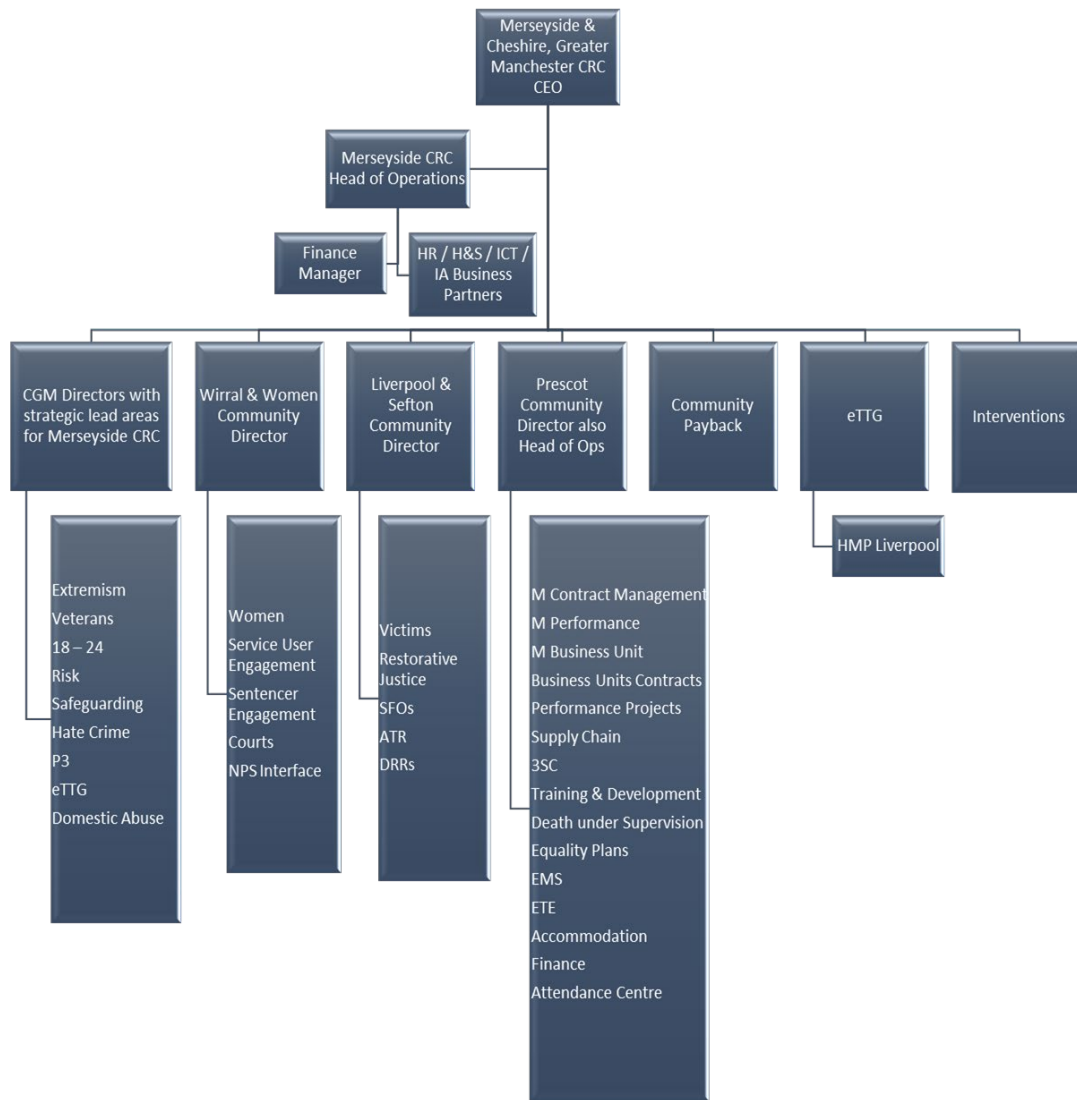 Merseyside &
Cheshire, Greater
Manchester CRC
CEO
Merseyside CRC
Head of Operations
Finance
Manager
HR / H&S / ICT /
IA Business
Partners
CGM Directors with
strategic lead areas
for Merseyside CRC
Wirral & Women
Community
Director
Liverpool &
Sefton
Community
Director
Prescot
Community
Director also
Head of Ops
Community
Payback
eTTG
Interventions
Extremism
Veterans
18 – 24
Risk
Safeguarding
Hate Crime
P3
eTTG
Domestic Abuse
Women
Service User
Engagement
Sentencer
Engagement
Courts
NPS Interface
Victims
Restorative
Justice
SFOs
ATR
DRRs
M Contract Management
M Performance
M Business Unit
Business Units Contracts
Performance Projects
Supply Chain
3SC
Training & Development
Death under Supervision
Equality Plans
EMS
ETE
Accommodation
Finance
Attendance Centre
HMP Liverpool